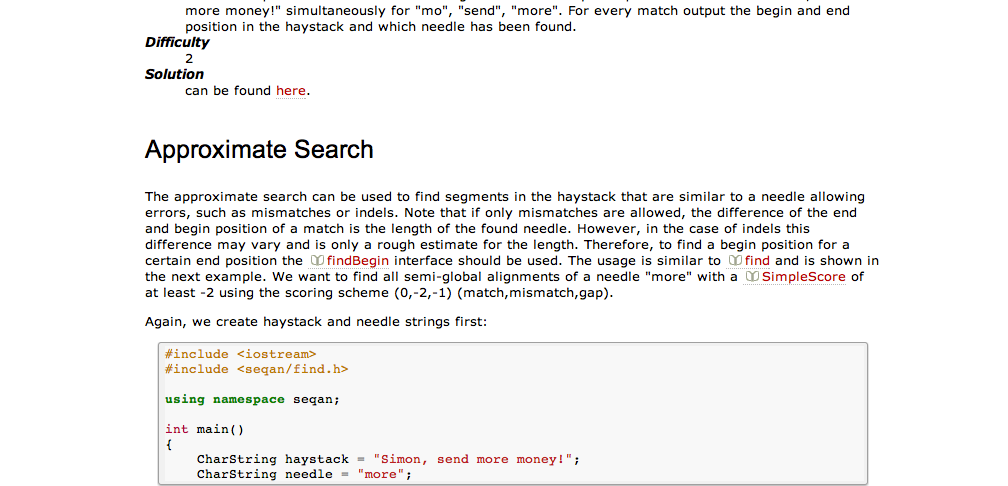 more money!" simultaneously for "mo", "send", "more". For every match output the begin and end
position in the haystack and which needle has been found.
Difficulty
2
Solution
can be found here.
Approximate Search
The approximate search can be used to find segments in the haystack that are similar to a needle allowing
errors, such as mismatches or indels. Note that if only mismatches are allowed, the difference of the end
and begin position of a match is the length of the found needle. However, in the case of indels this
difference may vary and is only a rough estimate for the length. Therefore, to find a begin position for a
certain end position the findBegin interface should be used. The usage is similar to find and is shown in
the next example. We want to find all semi-global alignments of a needle "more" with a SimpleScore of
at least -2 using the scoring scheme (0,-2,-1) (match,mismatch,gap).
Again, we create haystack and needle strings first:
#include <iostream>
#include <seqan/find.h>
using namespace seqan;
int main()
{
CharString haystack = "Simon, send more money!";
CharString needle = "more";